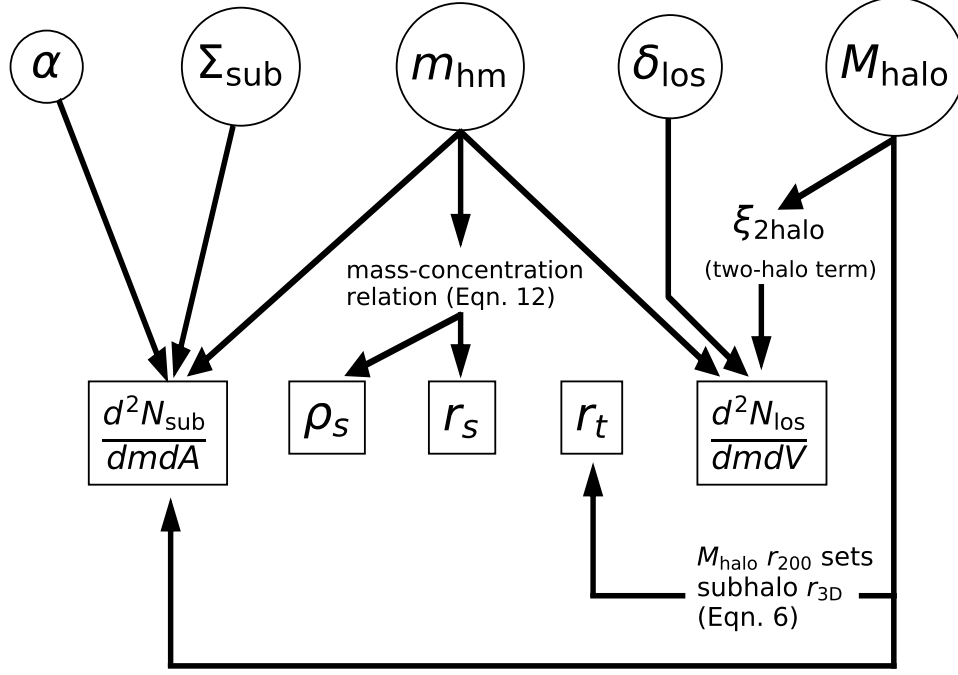 α
Σsub
mhm
δlos
Mhalo
ξ2halo
(two-halo term)
mass-concentration
relation (Eqn. 12)
d²Nsub
dmdA
ρs
rs
rt
d²Nlos
dmdV
Mhalo r200 sets
subhalo r3D
(Eqn. 6)